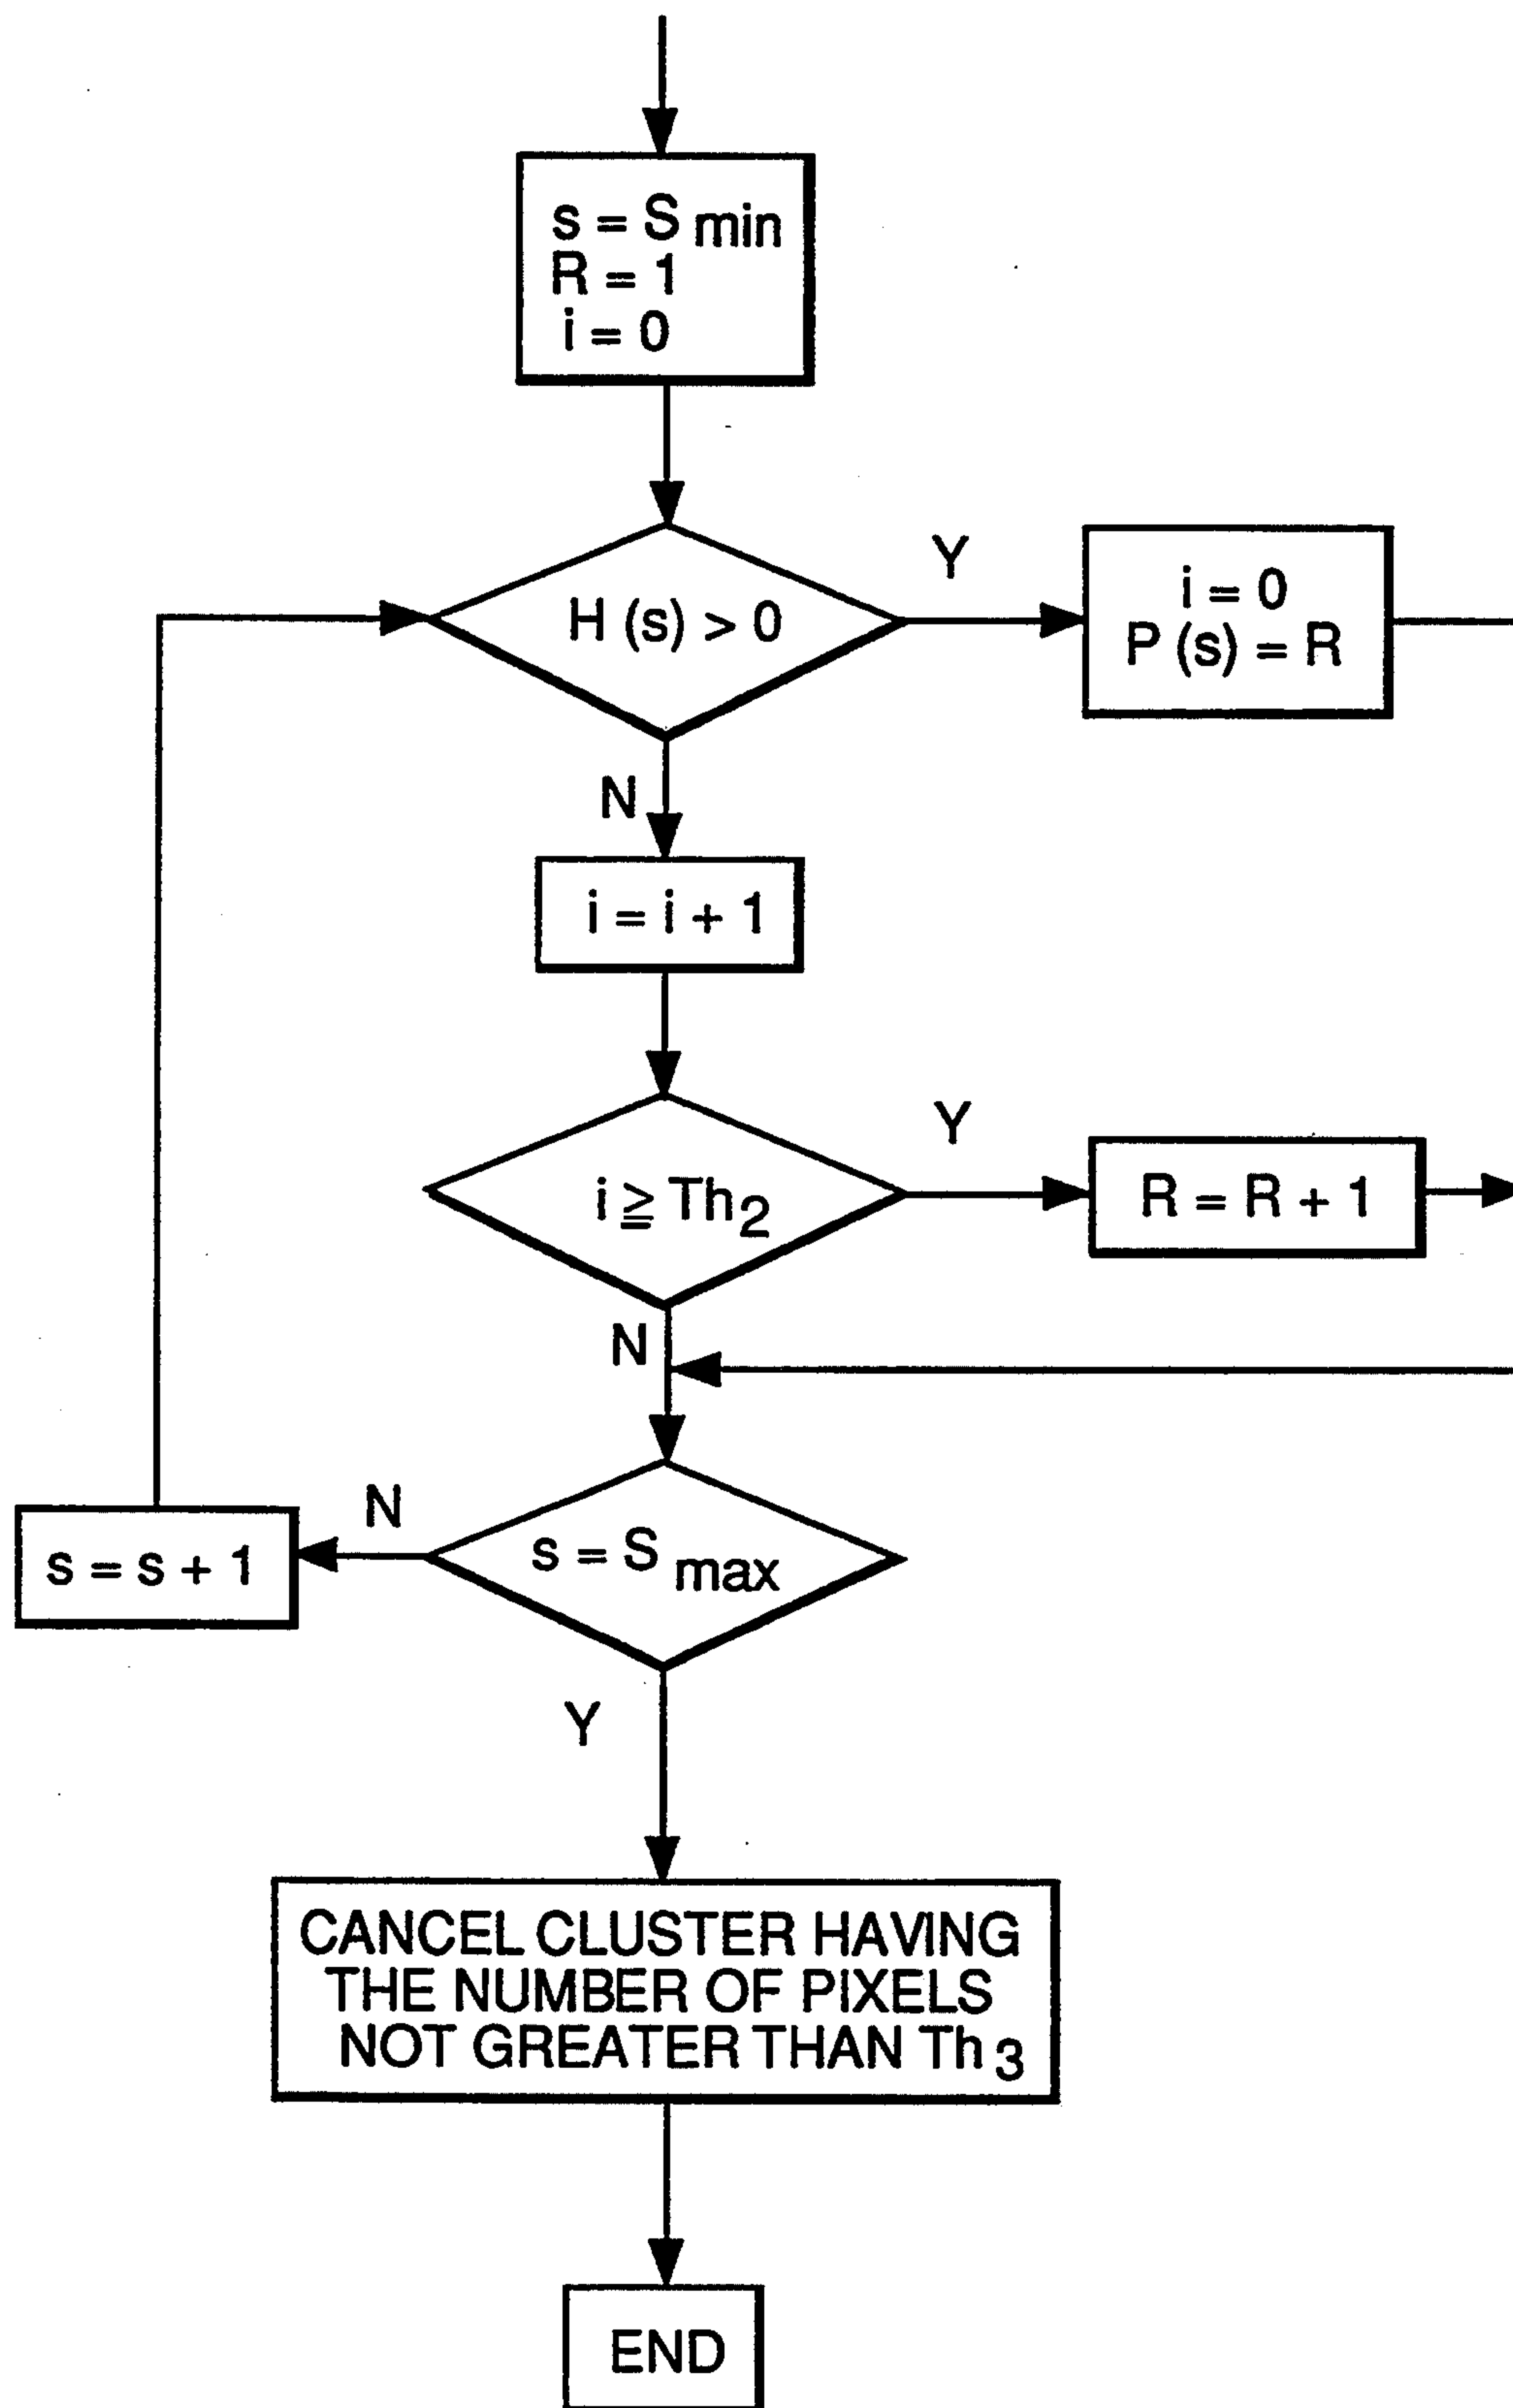 s = S min
R = 1
i = 0
H (s) > 0
Y
i = 0
P (s) = R
N
i = i + 1
i ≧ Th2
Y
R = R + 1
N
s = S max
N
s = s + 1
Y
CANCEL CLUSTER HAVING
THE NUMBER OF PIXELS
NOT GREATER THAN Th3
END